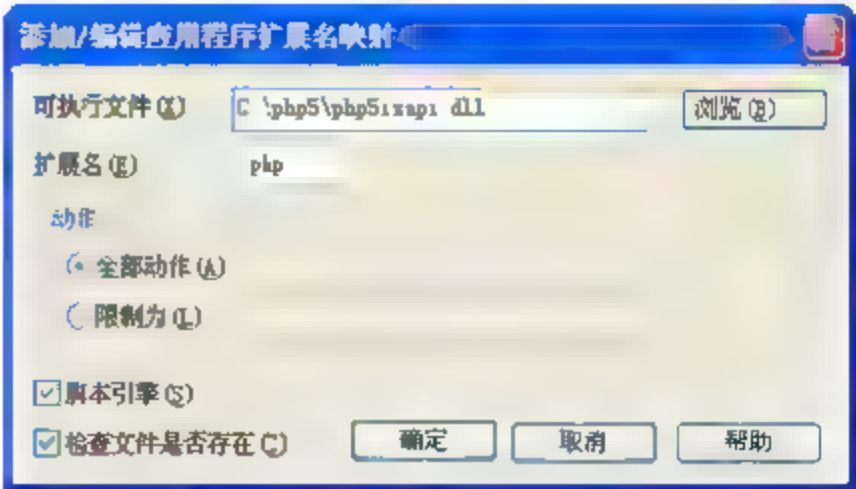 添加/编辑应用程序扩展名映射
可执行文件(X) C \php5\php5isapi dll 浏览(R)
扩展名(E) php
动作
全部动作(A)
限制为(L)
脚本引擎(S)
检查文件是否存在(C) 确定 取消 帮助